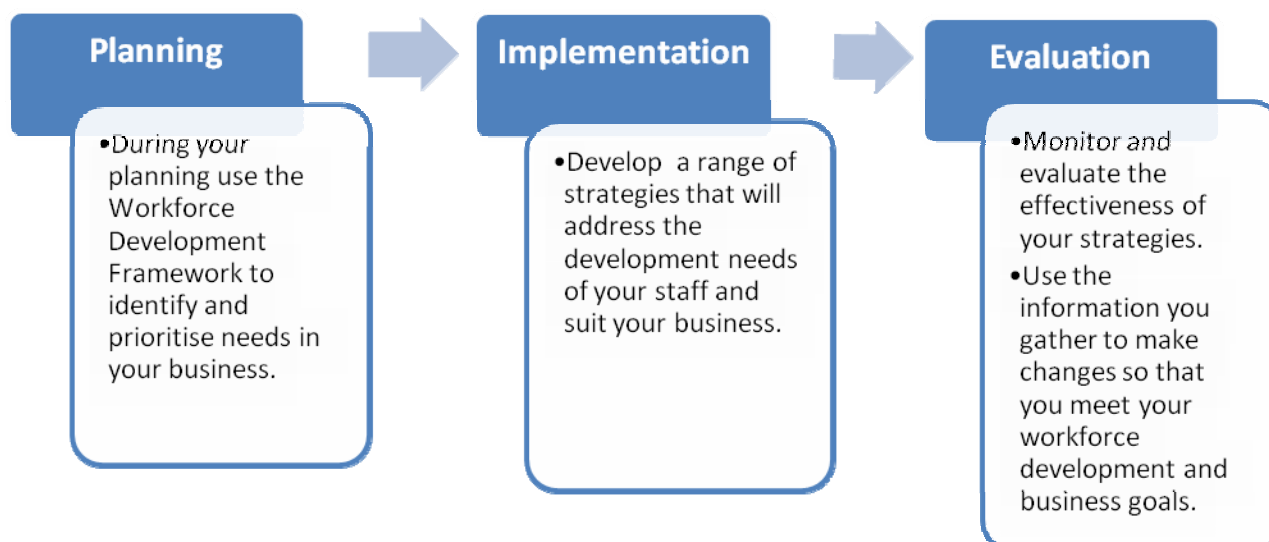 Planning
•During your
planning use the
Workforce
Development
Framework to
identify and
prioritise needs in
your business.
Implementation
•Develop  a range of
strategies that will
address the
development needs
of your staff and
suit your business.
Evaluation
•Monitor and
evaluate the
effectiveness of
your strategies.
•Use the
information you
gather to make
changes so that
you meet your
workforce
development and
business goals.